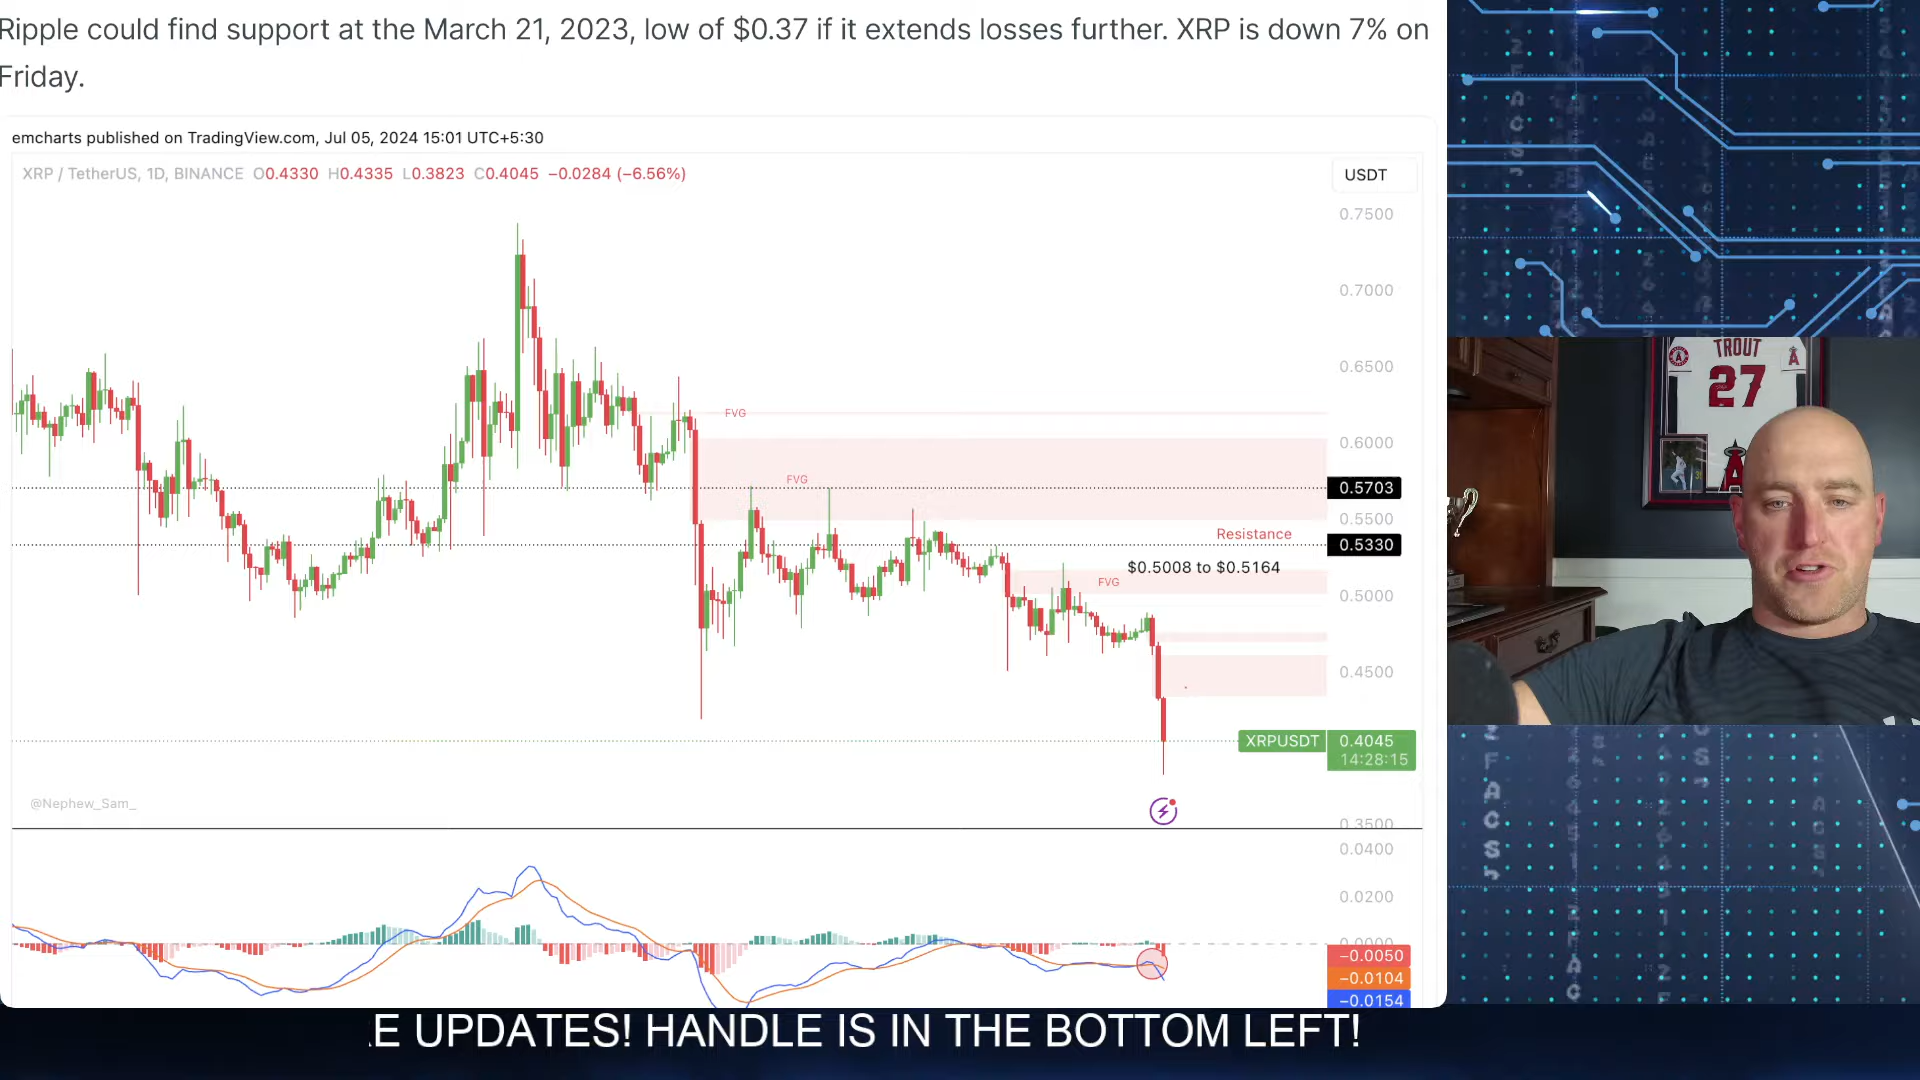 Ripple could find support at the March 21, 2023, low of $0.37 if it extends losses further. XRP is down 7% on
Friday.
emcharts published on TradingView.com, Jul 05, 2024 15:01 UTC+5:30
XRP / TetherUS, 1D, BINANCE O0.4330 H0.4335 L0.3823 C0.4045 −0.0284 (−6.56%)
USDT
0.7500
0.7000
0.6500
FVG
0.6000
FVG
0.5703
0.5500
Resistance
0.5330
$0.5008 to $0.5164
FVG
0.5000
0.4500
XRPUSDT 0.4045
14:28:15
@Nephew_Sam_
0.3500
0.0400
0.0200
0.0000
−0.0050
−0.0104
−0.0154
TROUT
27
E UPDATES! HANDLE IS IN THE BOTTOM LEFT!